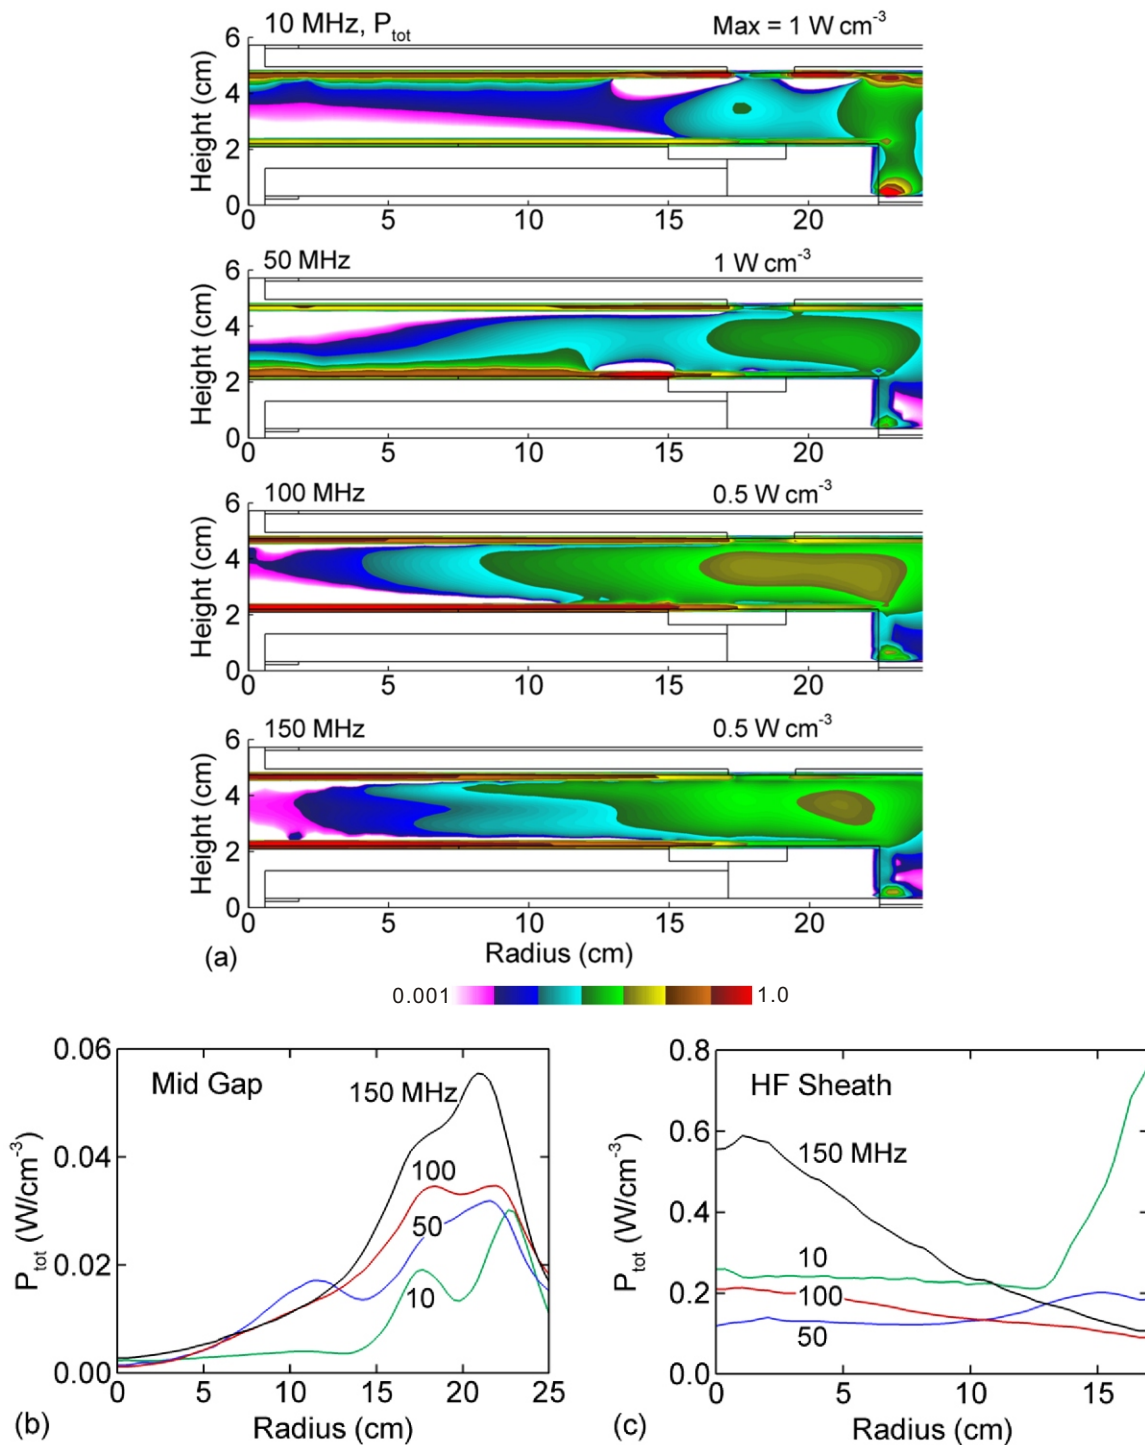 10 MHz, Ptot
Max = 1 W cm-3
6
4
2
0
Height (cm)
0
5
10
15
20
50 MHz
1 W cm-3
6
4
2
0
Height (cm)
0
5
10
15
20
100 MHz
0.5 W cm-3
6
4
2
0
Height (cm)
0
5
10
15
20
150 MHz
0.5 W cm-3
6
4
2
0
Height (cm)
0
5
10
15
20
Radius (cm)
(a)
0.001
1.0
0.06
0.04
0.02
0.00
Ptot (W/cm-3)
Mid Gap
150 MHz
100
50
10
0
5
10
15
20
25
Radius (cm)
(b)
0.8
0.6
0.4
0.2
0.0
Ptot (W/cm-3)
HF Sheath
150 MHz
10
100
50
0
5
10
15
Radius (cm)
(c)